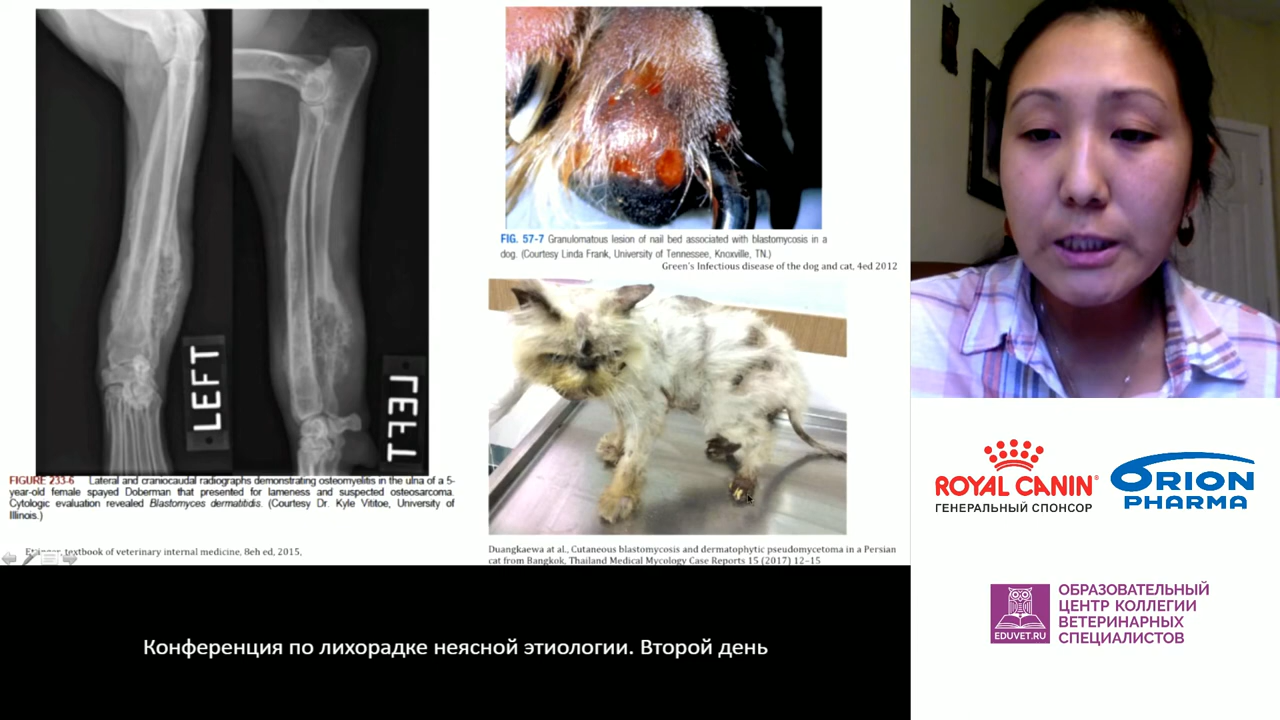 LEFT
LEFT
FIGURE 233-6 Lateral and craniocaudal radiographs demonstrating osteomyelitis in the ulna of a 5-
year-old female spayed Doberman that presented for lameness and suspected osteosarcoma.
Cytologic evaluation revealed Blastomyces dermatitidis. (Courtesy Dr. Kyle Vititoe, University of
Illinois.)
Ettinger, textbook of veterinary internal medicine, 8eh ed, 2015,
FIG. 57-7 Granulomatous lesion of nail bed associated with blastomycosis in a
dog. (Courtesy Linda Frank, University of Tennessee, Knoxville, TN.)
Green's Infectious disease of the dog and cat, 4ed 2012
Duangkaewa at al., Cutaneous blastomycosis and dermatophytic pseudomycetoma in a Persian
cat from Bangkok, Thailand Medical Mycology Case Reports 15 (2017) 12–15
Конференция по лихорадке неясной этиологии. Второй день
ROYAL CANIN
ГЕНЕРАЛЬНЫЙ СПОНСОР
ORION
PHARMA
EDUVET.RU
ОБРАЗОВАТЕЛЬНЫЙ
ЦЕНТР КОЛЛЕГИИ
ВЕТЕРИНАРНЫХ
СПЕЦИАЛИСТОВ